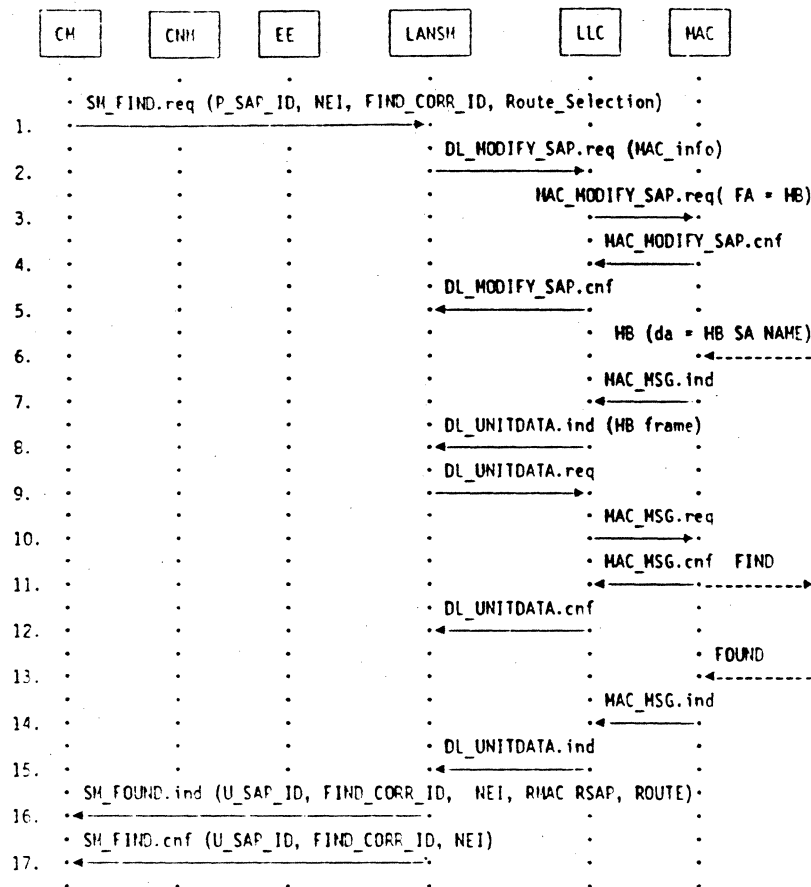 CM CNM EE LANSM LLC MAC
SM_FIND.req (P_SAP_ID, NEI, FIND_CORR_ID, Route_Selection)
1.
DL_MODIFY_SAP.req (MAC_info)
2.
MAC_MODIFY_SAP.req( FA = HB)
3.
MAC_MODIFY_SAP.cnf
4.
DL_MODIFY_SAP.cnf
5.
HB (da = HB SA NAME)
6.
MAC_MSG.ind
7.
DL_UNITDATA.ind (HB frame)
8.
DL_UNITDATA.req
9.
MAC_MSG.req
10.
MAC_MSG.cnf FIND
11.
DL_UNITDATA.cnf
12.
FOUND
13.
MAC_MSG.ind
14.
DL_UNITDATA.ind
15.
SM_FOUND.ind (U_SAP_ID, FIND_CORR_ID, NEI, RMAC RSAP, ROUTE)
16.
SM_FIND.cnf (U_SAP_ID, FIND_CORR_ID, NEI)
17.